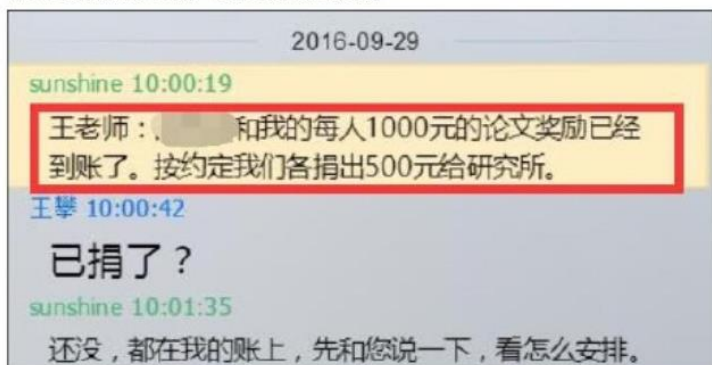 2016-09-29
sunshine 10:00:19
王老师：和我的每人1000元的论文奖励已经
到账了。按约定我们各捐出500元给研究所。
王攀 10:00:42
已捐了？
sunshine 10:01:35
还没，都在我的账上，先和您说一下，看怎么安排。